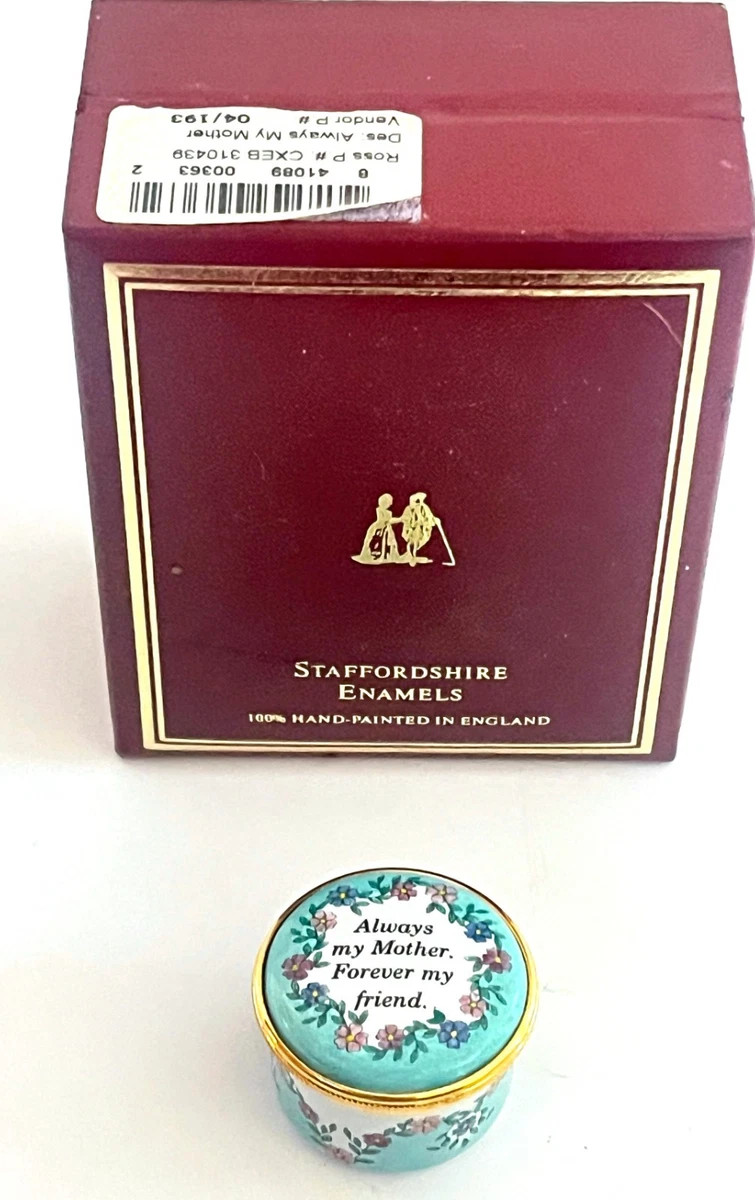 6 41089 00363 2
Ross P # CXEB 310439
Des. Always My Mother
Vendor P # 04/193
STAFFORDSHIRE
ENAMELS
100% HAND-PAINTED IN ENGLAND
Always
my Mother.
Forever my
friend.